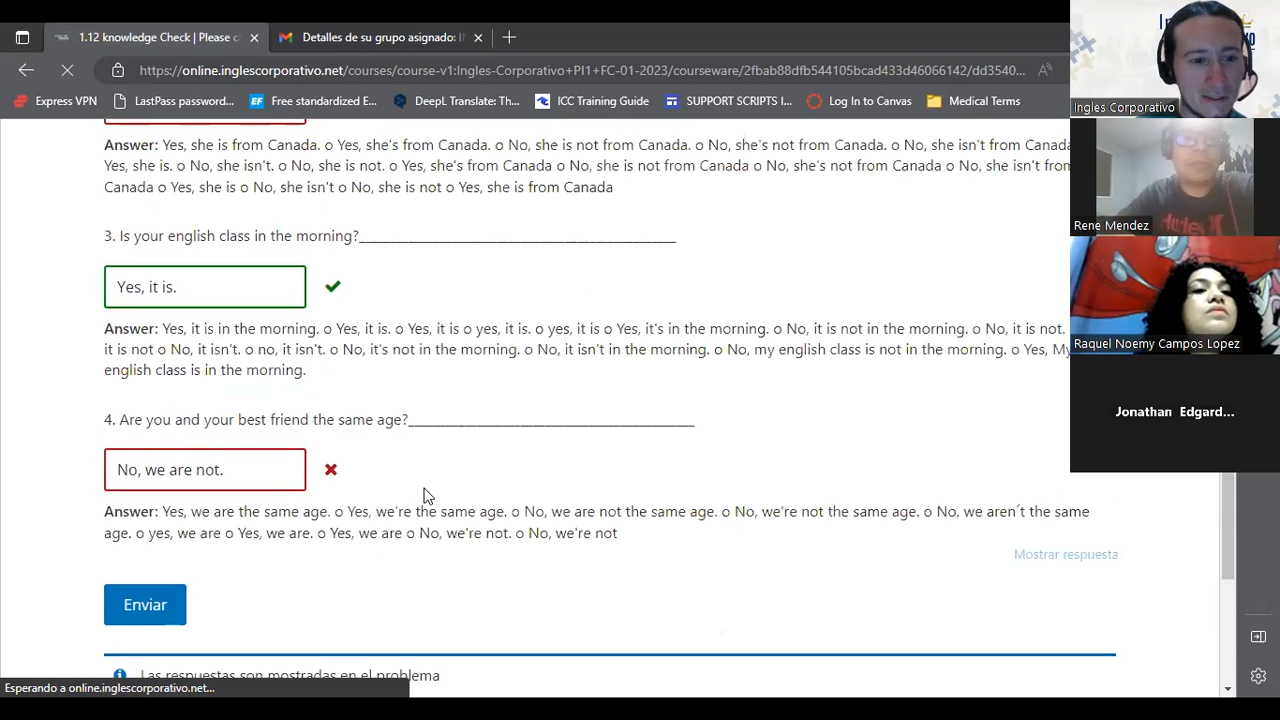 1.12 knowledge Check | Please c
Detalles de su grupo asignado: I
https://online.inglescorporativo.net/courses/course-v1:Ingles-Corporativo+PI1+FC-01-2023/courseware/2fbab88dfb544105bcad433d46066142/dd3540...
Express VPN
LastPass password...
Free standardized E...
DeepL Translate: Th...
ICC Training Guide
SUPPORT SCRIPTS I...
Log In to Canvas
Medical Terms
Ingles Corporativo
Answer: Yes, she is from Canada. o Yes, she's from Canada. o No, she is not from Canada. o No, she's not from Canada. o No, she isn't from Canada
Yes, she is. o No, she isn't. o No, she is not. o Yes, she's from Canada o No, she is not from Canada o No, she's not from Canada o No, she isn't from
Canada o Yes, she is o No, she isn't o No, she is not o Yes, she is from Canada
Rene Mendez
3. Is your english class in the morning?
Yes, it is.
Answer: Yes, it is in the morning. o Yes, it is. o Yes, it is o yes, it is. o yes, it is o Yes, it's in the morning. o No, it is not in the morning. o No, it is not.
it is not o No, it isn't. o no, it isn't. o No, it's not in the morning. o No, it isn't in the morning. o No, my english class is not in the morning. o Yes, My
english class is in the morning.
Raquel Noemy Campos Lopez
Jonathan Edgard...
4. Are you and your best friend the same age?
No, we are not.
Answer: Yes, we are the same age. o Yes, we're the same age. o No, we are not the same age. o No, we're not the same age. o No, we aren´t the same
age. o yes, we are o Yes, we are. o Yes, we are o No, we're not. o No, we're not
Mostrar respuesta
Enviar
Las respuestas son mostradas en el problema
Esperando a online.inglescorporativo.net...